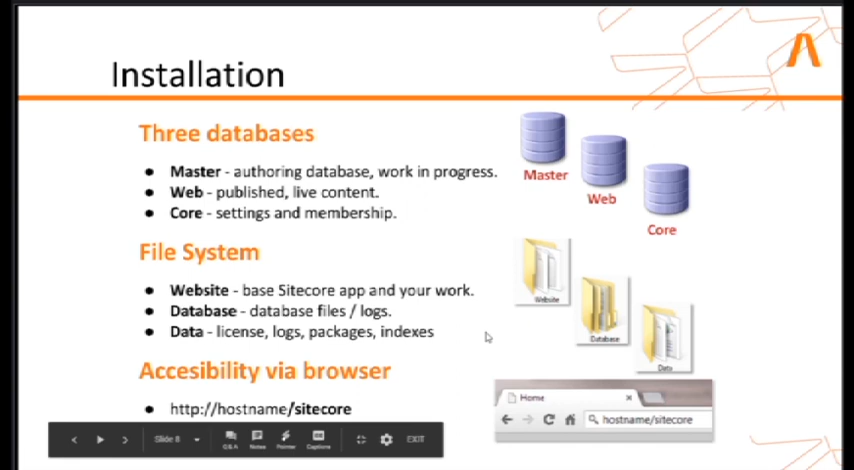 Installation
Three databases
● Master - authoring database, work in progress.
● Web - published, live content.
● Core - settings and membership.
Master
Web
Core
File System
● Website - base Sitecore app and your work.
● Database - database files / logs.
● Data - license, logs, packages, indexes
Website
Database
Data
Accesibility via browser
● http://hostname/sitecore
Home
hostname/sitecore
Slide 8
Q&A
Notes
Pointer
Captions
EXIT